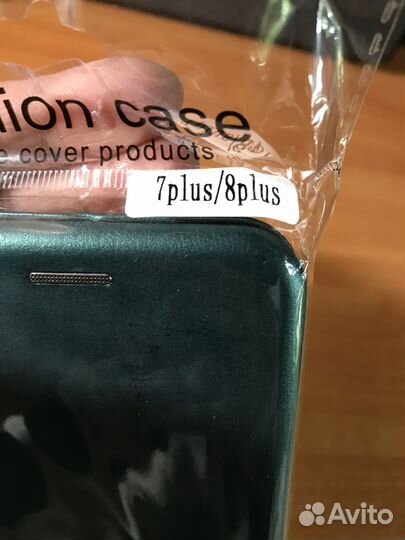 ion case
e cover products
7plus/8plus
Avito